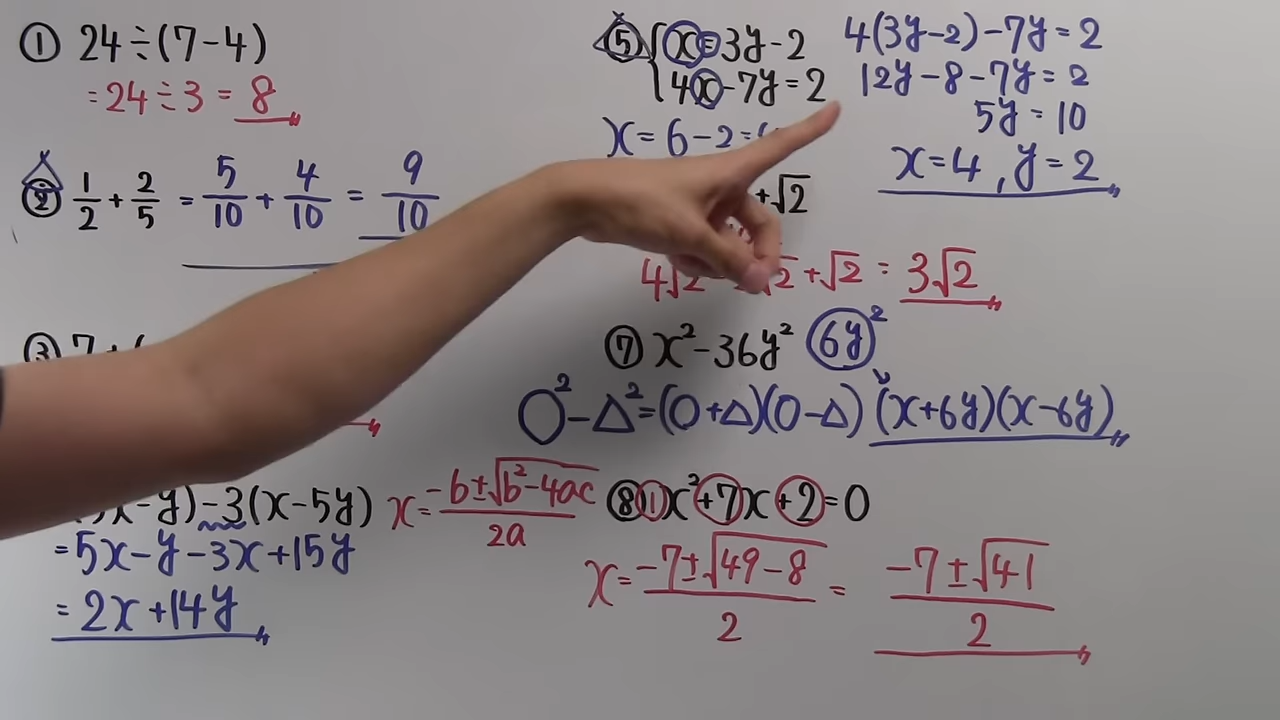 ① 24÷(7-4)
=24÷3=8
② 1/2+2/5=5/10+4/10=9/10
③ 7
-y)-3(x-5y)
=5x-y-3x+15y
=2x+14y
⑤ {x=3y-2
4x-7y=2
x=6-2=
4(3y-2)-7y=2
12y-8-7y=2
5y=10
x=4, y=2
+√2
4√2 +√2=3√2
⑦ x²-36y² (6y)²
○²-△²=(○+△)(○-△) (x+6y)(x-6y)
x=(-b±√(b²-4ac))/2a
⑧ ①x²+7x+2=0
x=(-7±√(49-8))/2=(-7±√41)/2